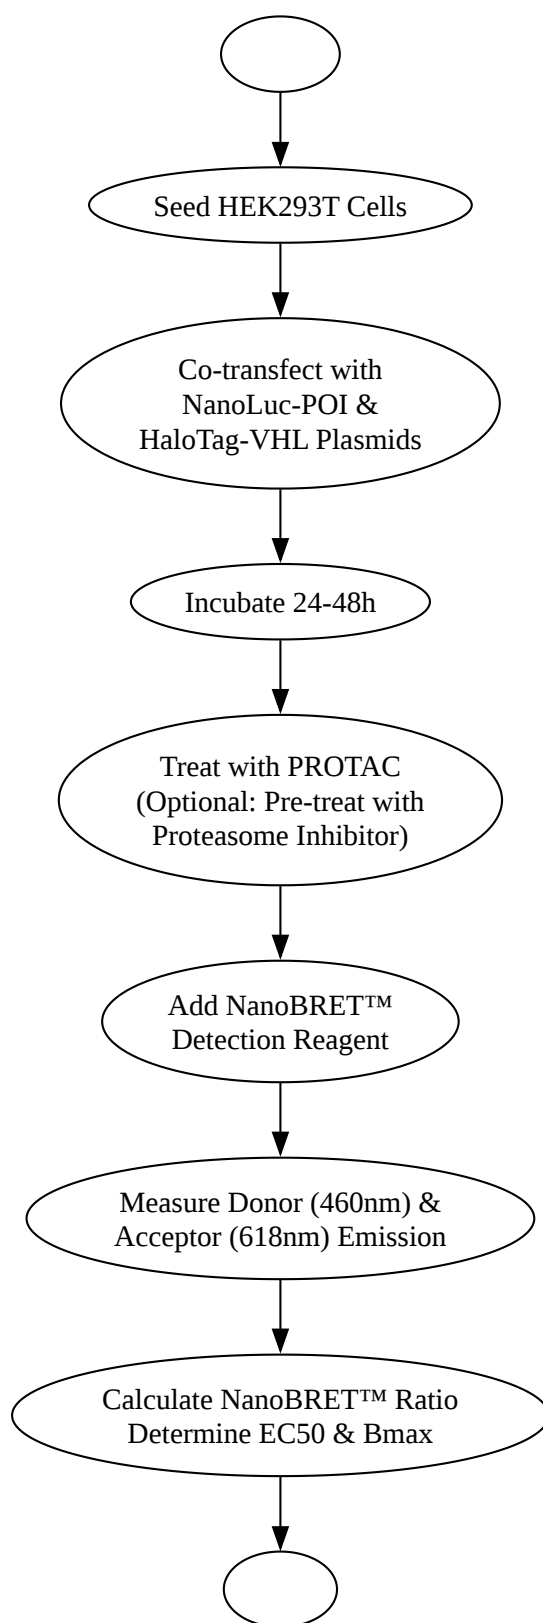 Seed HEK293T Cells
Co-transfect with
NanoLuc-POI &
HaloTag-VHL Plasmids
Incubate 24-48h
Treat with PROTAC
(Optional: Pre-treat with
Proteasome Inhibitor)
Add NanoBRET™
Detection Reagent
Measure Donor (460nm) &
Acceptor (618nm) Emission
Calculate NanoBRET™ Ratio
Determine EC50 & Bmax